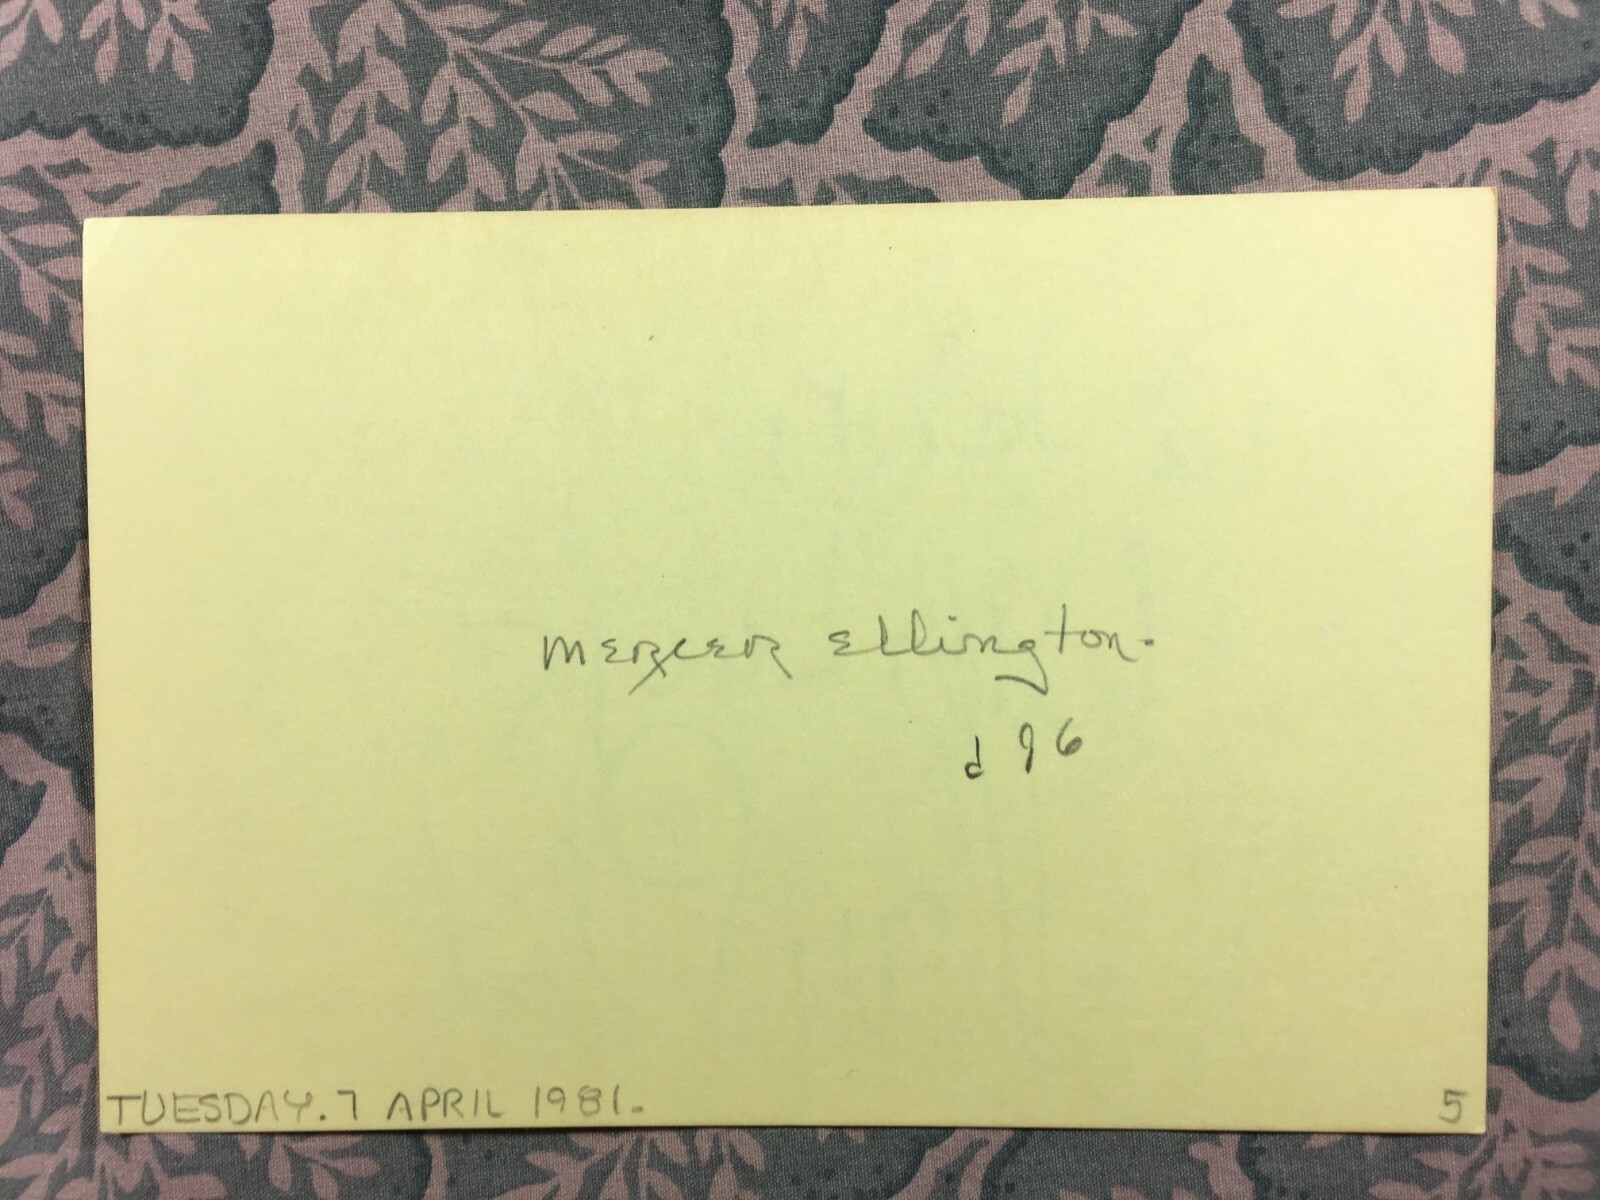 Mercer Ellington.
d 96
TUESDAY. 7 APRIL 1981.
5